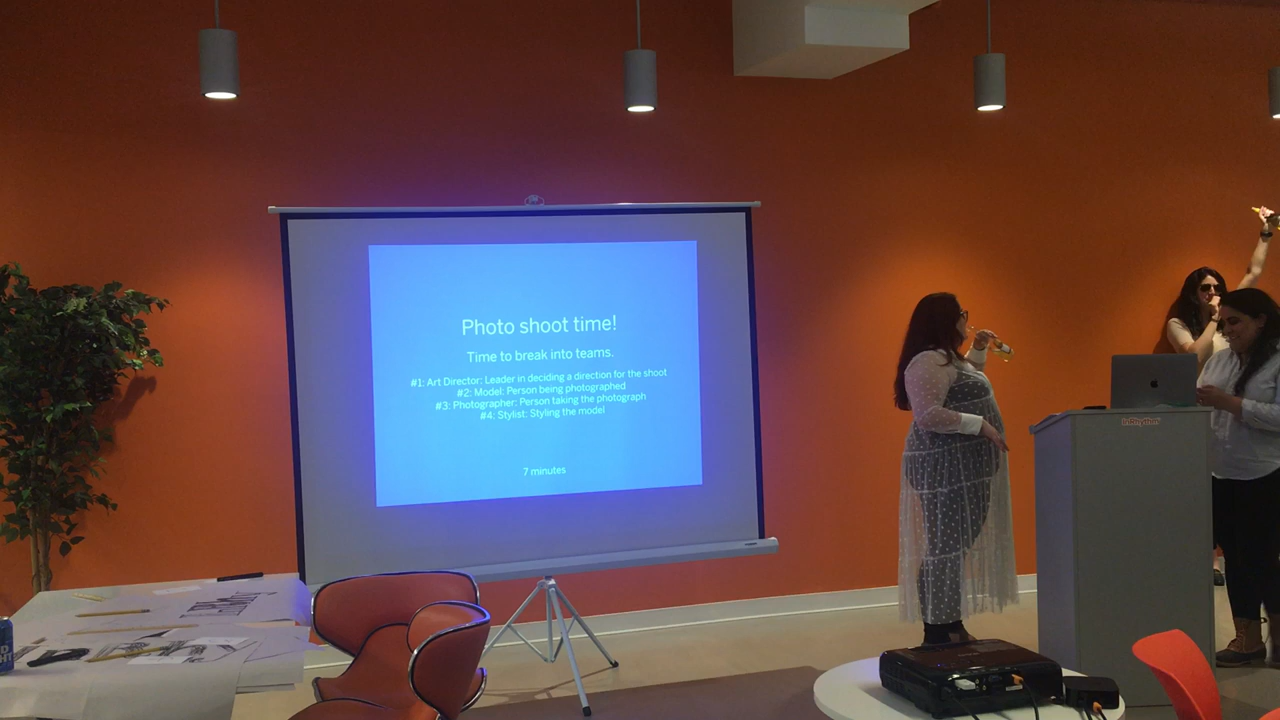 Photo shoot time!
Time to break into teams.
#1: Art Director: Leader in deciding a direction for the shoot
#2: Model: Person being photographed
#3: Photographer: Person taking the photograph
#4: Stylist: Styling the model
7 minutes
InRhythm